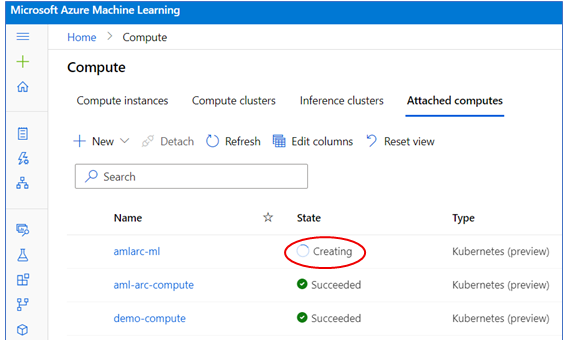 Microsoft Azure Machine Learning
Home > Compute
Compute
Compute instances Compute clusters Inference clusters Attached computes
New Detach Refresh Edit columns Reset view
Search
Name State Type
amlarc-ml Creating Kubernetes (preview)
aml-arc-compute Succeeded Kubernetes (preview)
demo-compute Succeeded Kubernetes (preview)